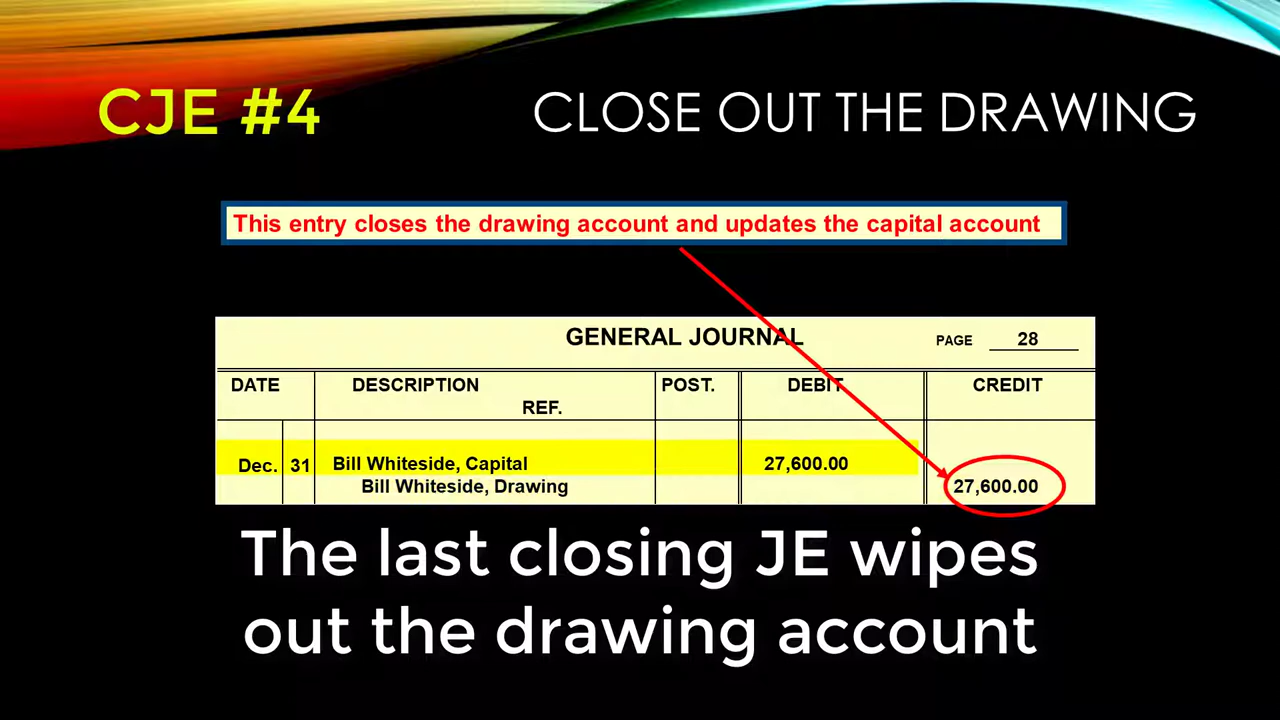 CJE #4 CLOSE OUT THE DRAWING
This entry closes the drawing account and updates the capital account
GENERAL JOURNAL PAGE 28
DATE DESCRIPTION POST. DEBIT CREDIT
REF.
Dec. 31 Bill Whiteside, Capital 27,600.00
Bill Whiteside, Drawing 27,600.00
The last closing JE wipes
out the drawing account